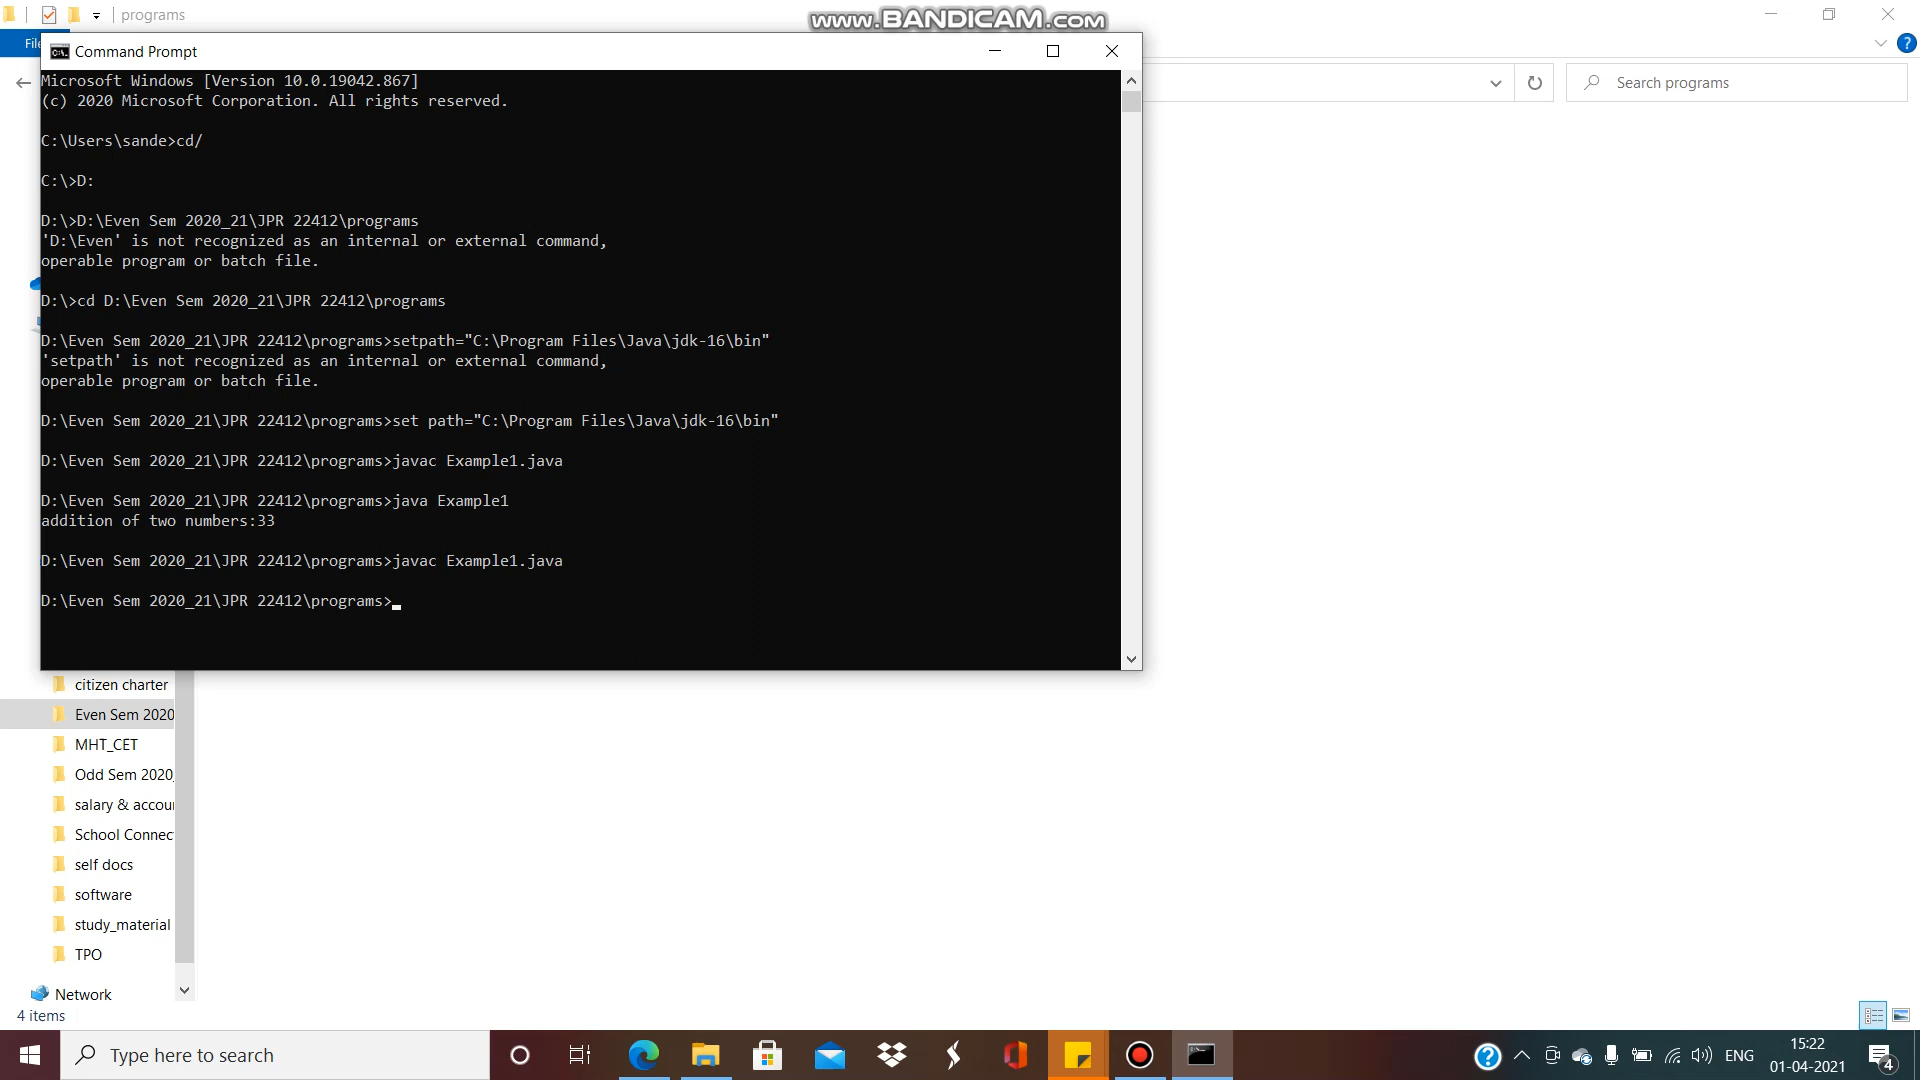 programs
www.BANDICAM.com
File
Command Prompt
Microsoft Windows [Version 10.0.19042.867]
(c) 2020 Microsoft Corporation. All rights reserved.
C:\Users\sande>cd/
C:\>D:
D:\>D:\Even Sem 2020_21\JPR 22412\programs
'D:\Even' is not recognized as an internal or external command,
operable program or batch file.
D:\>cd D:\Even Sem 2020_21\JPR 22412\programs
D:\Even Sem 2020_21\JPR 22412\programs>setpath="C:\Program Files\Java\jdk-16\bin"
'setpath' is not recognized as an internal or external command,
operable program or batch file.
D:\Even Sem 2020_21\JPR 22412\programs>set path="C:\Program Files\Java\jdk-16\bin"
D:\Even Sem 2020_21\JPR 22412\programs>javac Example1.java
D:\Even Sem 2020_21\JPR 22412\programs>java Example1
addition of two numbers:33
D:\Even Sem 2020_21\JPR 22412\programs>javac Example1.java
D:\Even Sem 2020_21\JPR 22412\programs>
Search programs
citizen charter
Even Sem 2020
MHT_CET
Odd Sem 2020_
salary & accour
School Connec
self docs
software
study_material
TPO
Network
4 items
Type here to search
ENG
15:22
01-04-2021
4